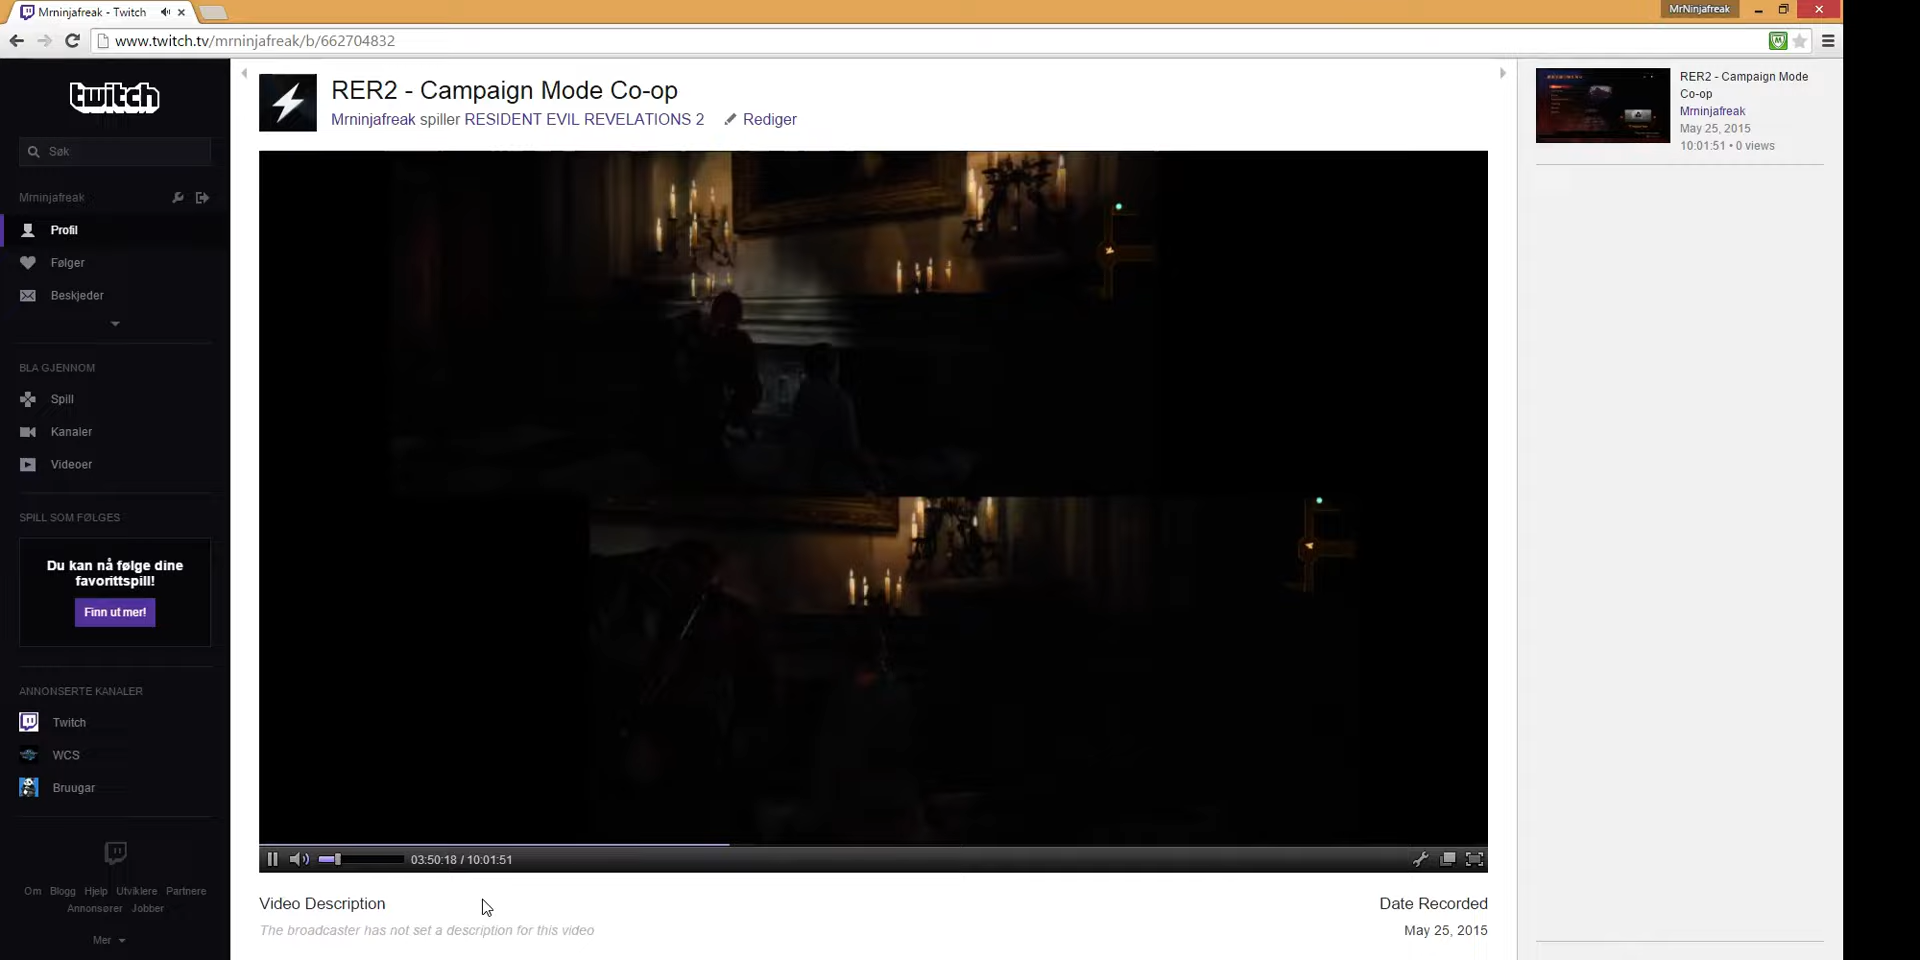 Mrninjafreak - Twitch
MrNinjafreak
www.twitch.tv/mrninjafreak/b/662704832
twitch
Søk
Mrninjafreak
Profil
Følger
Beskjeder
BLA GJENNOM
Spill
Kanaler
Videoer
SPILL SOM FØLGES
Du kan nå følge dine
favorittspill!
Finn ut mer!
ANNONSERTE KANALER
Twitch
WCS
Bruugar
Om Blogg Hjelp Utviklere Partnere
Annonsører Jobber
Mer
RER2 - Campaign Mode Co-op
Mrninjafreak spiller RESIDENT EVIL REVELATIONS 2 Rediger
03:50:18 / 10:01:51
Video Description
The broadcaster has not set a description for this video
Date Recorded
May 25, 2015
RER2 - Campaign Mode
Co-op
Mrninjafreak
May 25, 2015
10:01:51 • 0 views